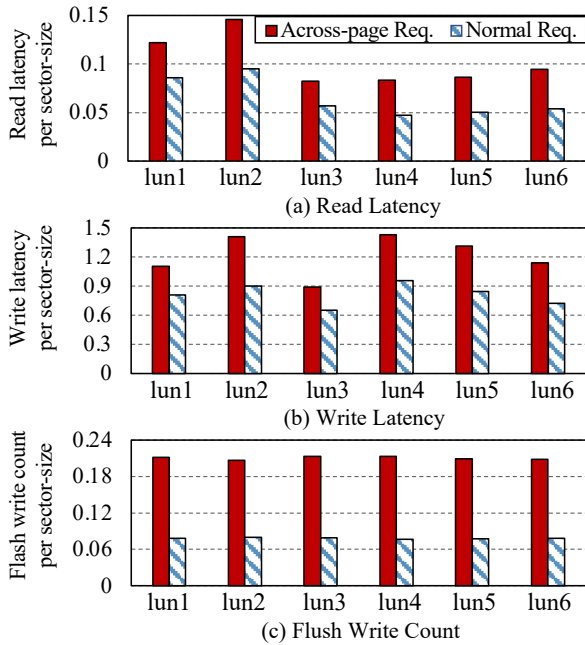 0.15
Across-page Req. Normal Req.
0.1
0.05
0
Read latency
per sector-size
lun1 lun2 lun3 lun4 lun5 lun6
(a) Read Latency
1.5
1.2
0.9
0.6
0.3
0
Write latency
per sector-size
lun1 lun2 lun3 lun4 lun5 lun6
(b) Write Latency
0.24
0.18
0.12
0.06
0
Flash write count
per sector-size
lun1 lun2 lun3 lun4 lun5 lun6
(c) Flush Write Count